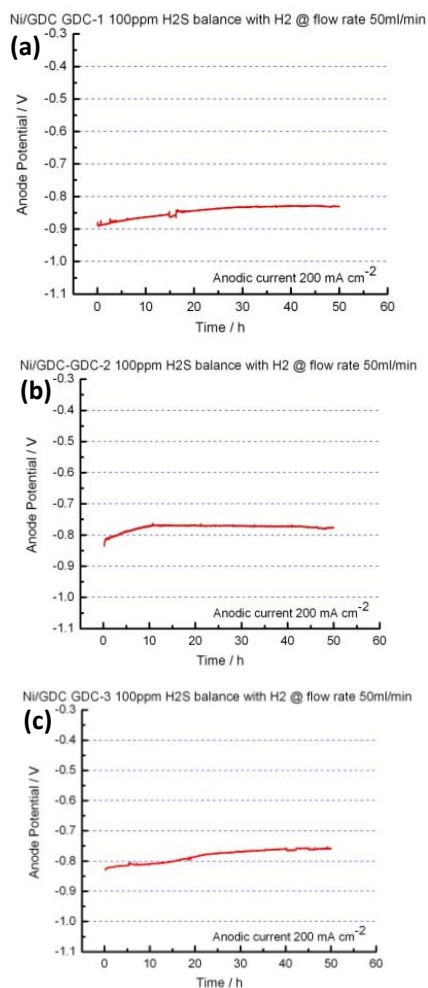 Ni/GDC GDC-1 100ppm H2S balance with H2 @ flow rate 50ml/min
(a)
-0.3
-0.4
-0.5
-0.6
-0.7
-0.8
-0.9
-1.0
-1.1
Anode Potential / V
Anodic current 200 mA cm-2
0 10 20 30 40 50 60
Time / h
Ni/GDC-GDC-2 100ppm H2S balance with H2 @ flow rate 50ml/min
(b)
-0.3
-0.4
-0.5
-0.6
-0.7
-0.8
-0.9
-1.0
-1.1
Anode Potential / V
Anodic current 200 mA cm-2
0 10 20 30 40 50 60
Time / h
Ni/GDC GDC-3 100ppm H2S balance with H2 @ flow rate 50ml/min
(c)
-0.3
-0.4
-0.5
-0.6
-0.7
-0.8
-0.9
-1.0
-1.1
Anode Potential / V
Anodic current 200 mA cm-2
0 10 20 30 40 50 60
Time / h